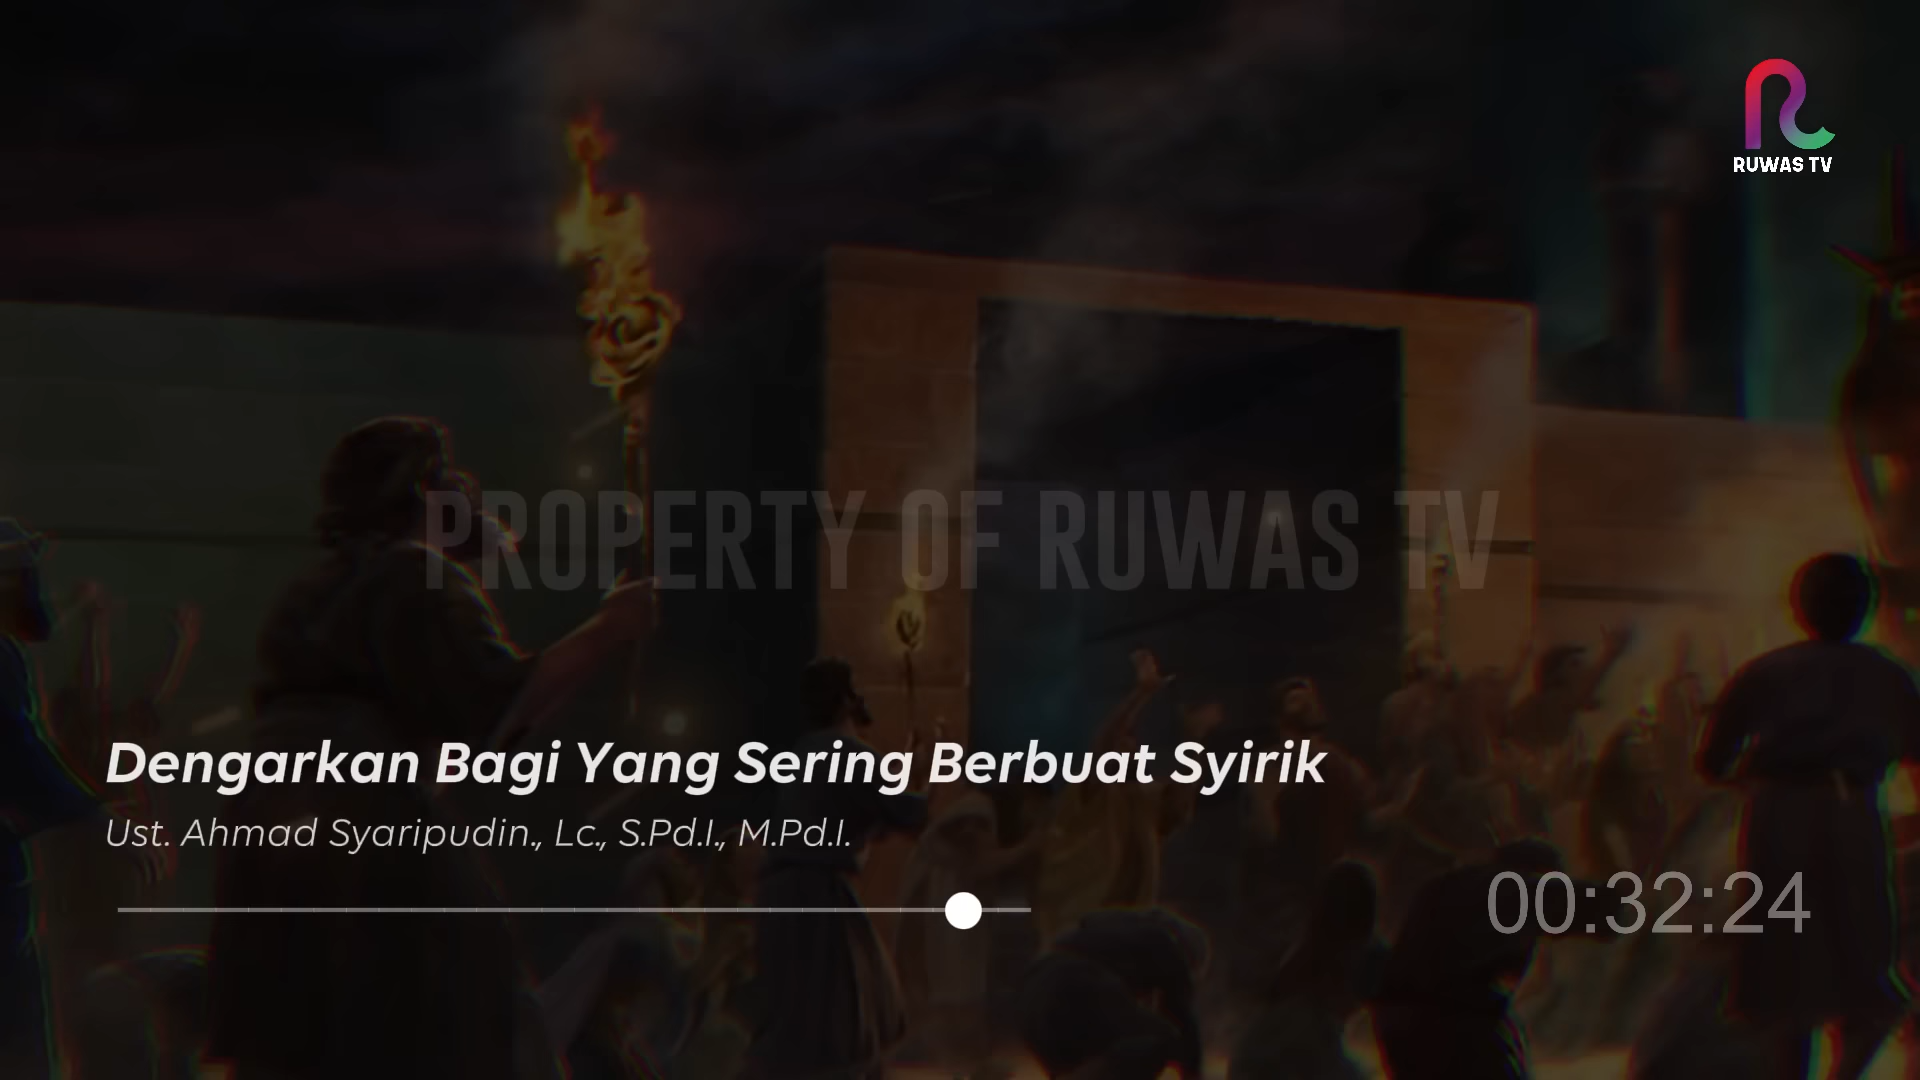 RUWAS TV
PROPERTY OF RUWAS TV
Dengarkan Bagi Yang Sering Berbuat Syirik
Ust. Ahmad Syaripudin., Lc., S.Pd.I., M.Pd.I.
00:32:24